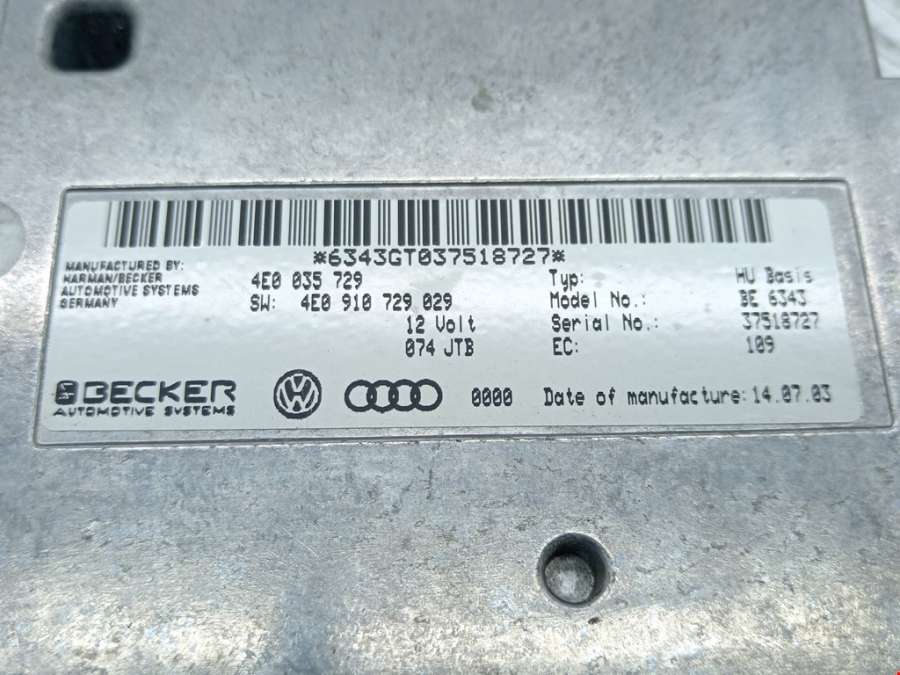 *6343GT037518727*
MANUFACTURED BY:
HARMAN/BECKER
AUTOMOTIVE SYSTEMS
GERMANY
4E0 035 729
SW: 4E0 910 729 029
12 Volt
074 JTB
Typ: HU Basis
Model No.: BE 6343
Serial No.: 37518727
EC: 109
BECKER
AUTOMOTIVE SYSTEMS
0000
Date of manufacture: 14.07.03